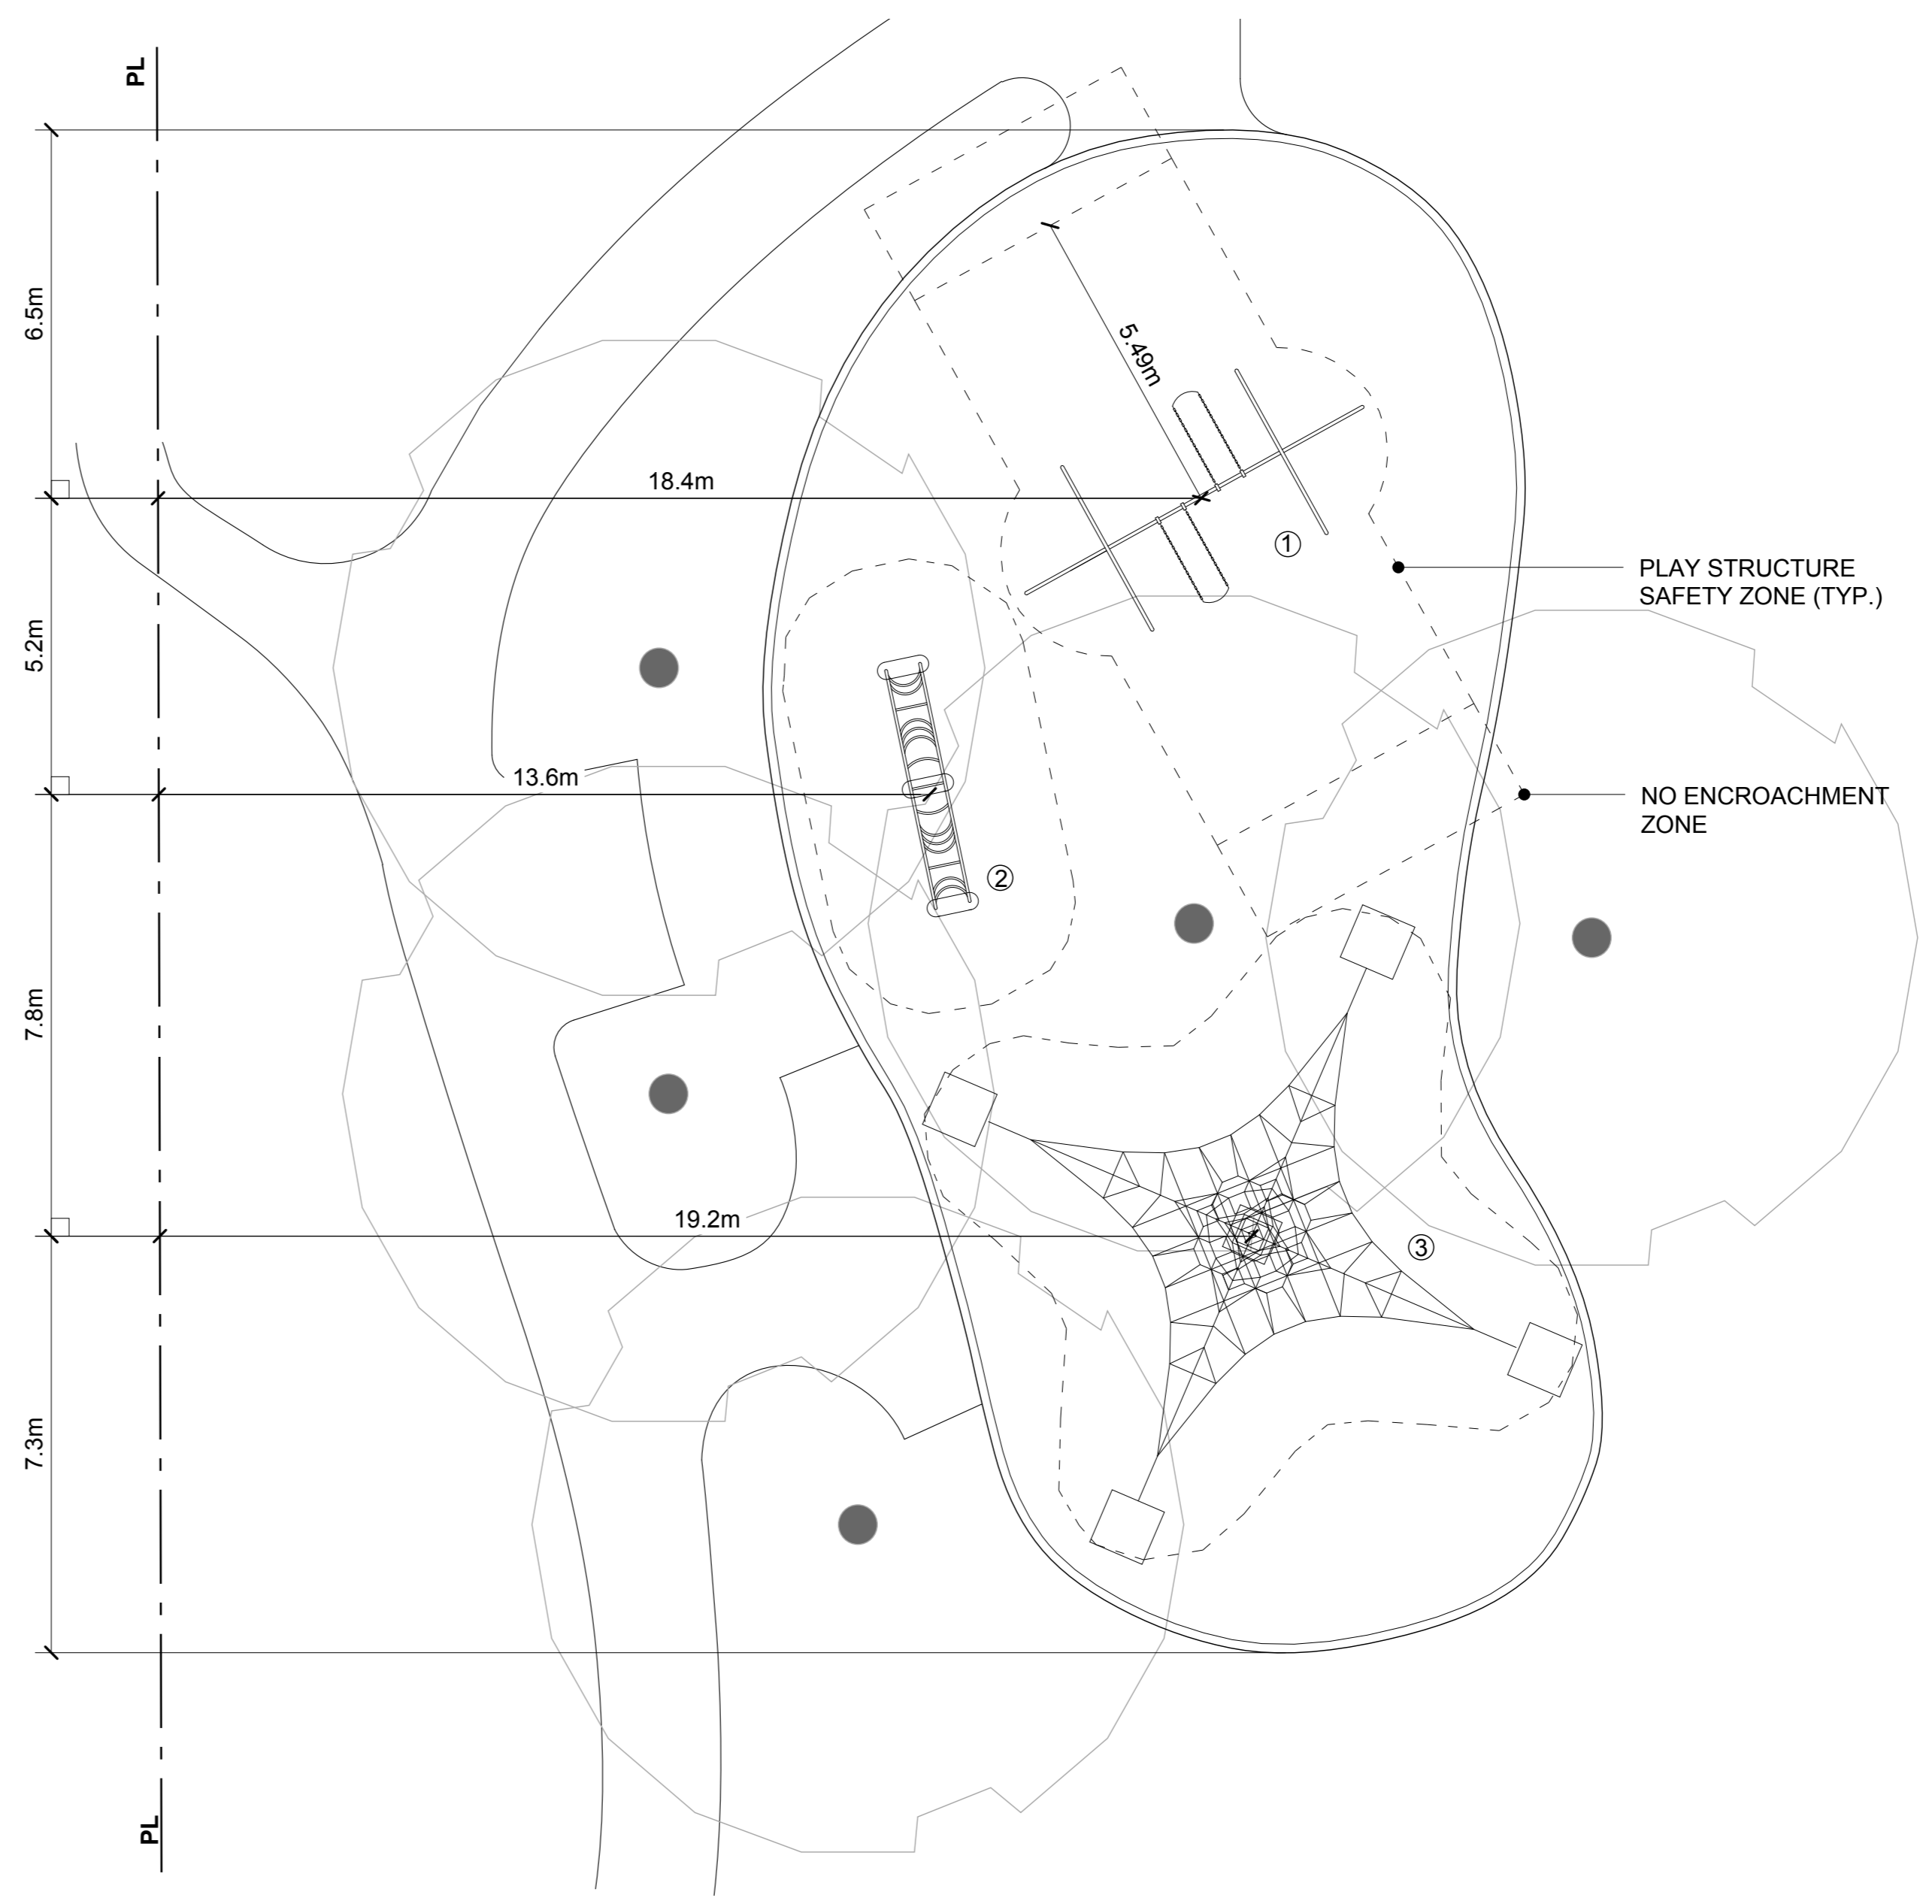 PL
6.5m
5.49m
18.4m
①
PLAY STRUCTURE
SAFETY ZONE (TYP.)
5.2m
13.6m
NO ENCROACHMENT
ZONE
②
7.8m
19.2m
③
7.3m
PL